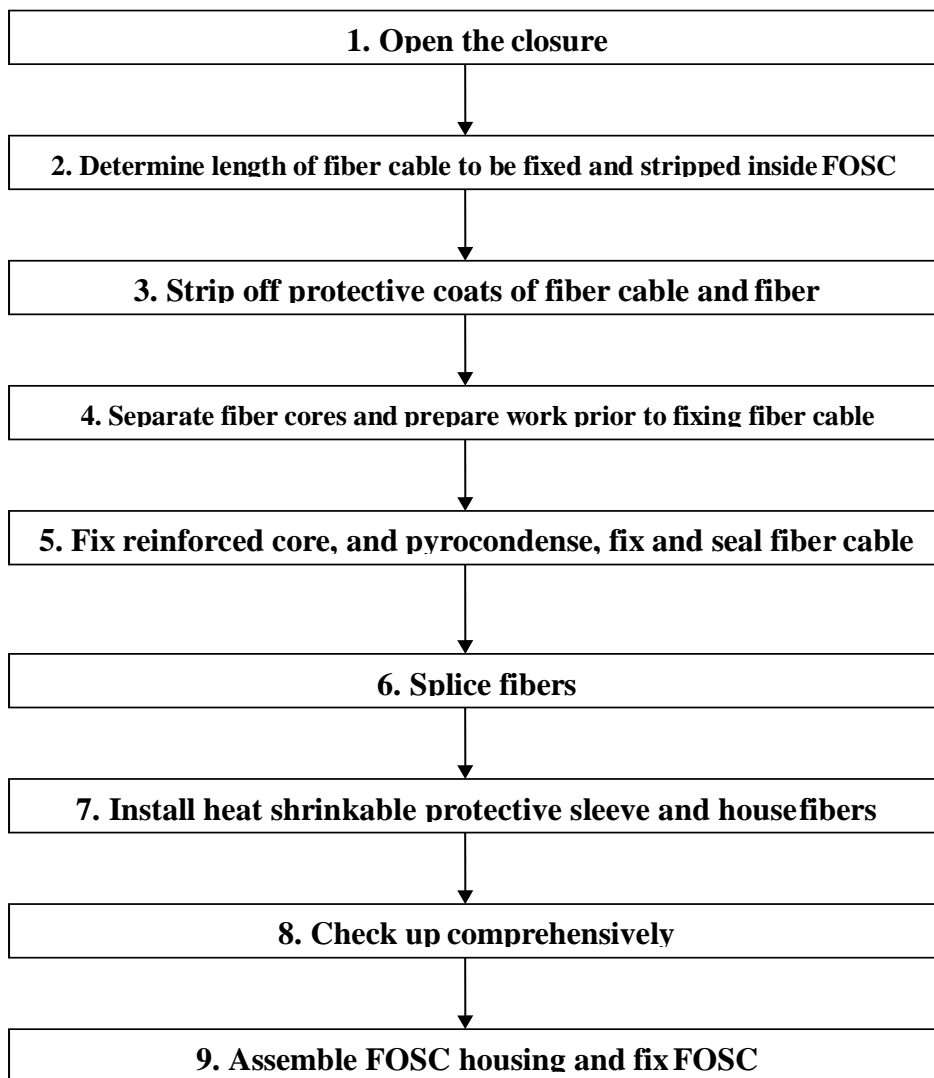 1. Open the closure
2. Determine length of fiber cable to be fixed and stripped inside FOSC
3. Strip off protective coats of fiber cable and fiber
4. Separate fiber cores and prepare work prior to fixing fiber cable
5. Fix reinforced core, and pyrocondense, fix and seal fiber cable
6. Splice fibers
7. Install heat shrinkable protective sleeve and house fibers
8. Check up comprehensively
9. Assemble FOSC housing and fix FOSC